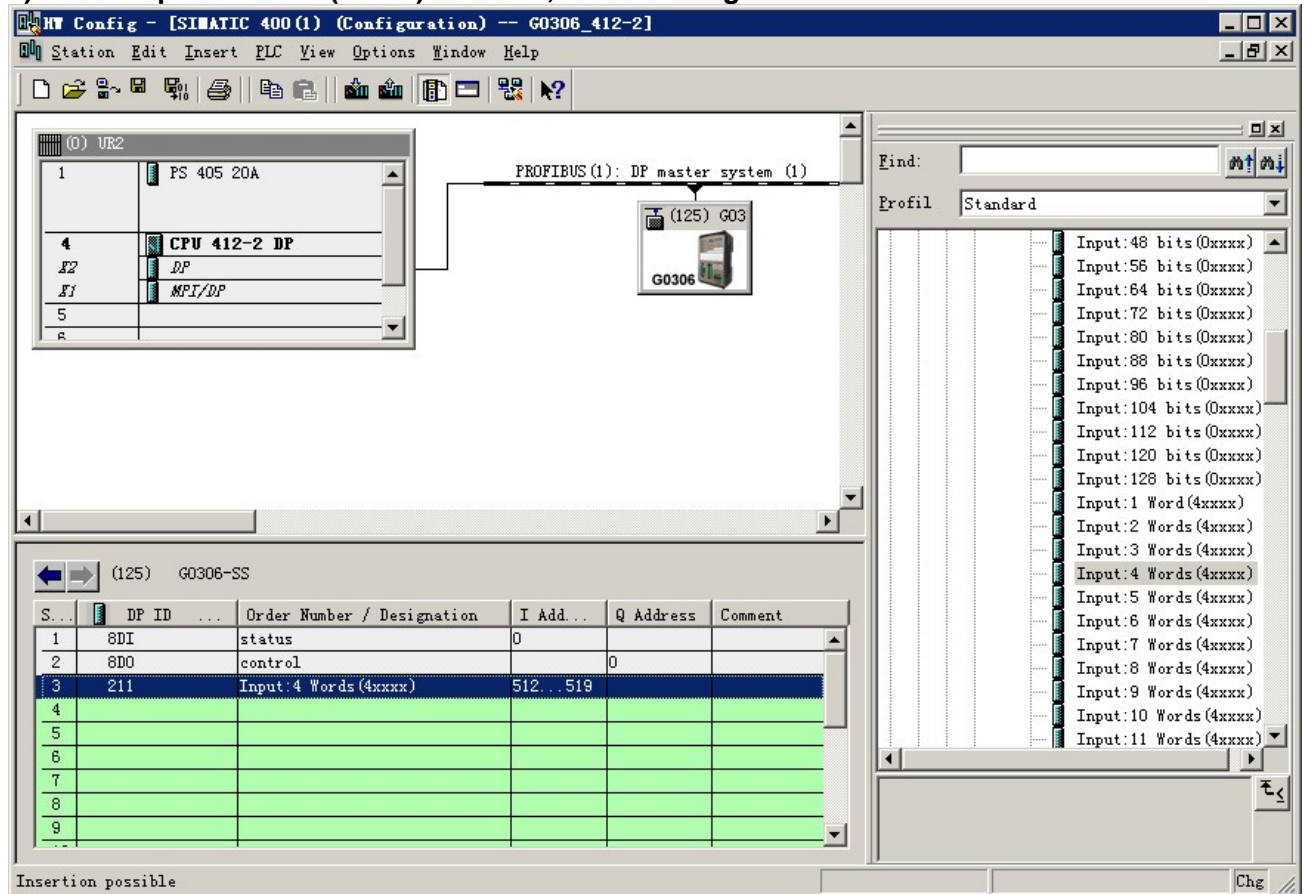 HW Config - [SIMATIC 400(1) (Configuration) -- G0306_412-2]
Station Edit Insert PLC View Options Window Help
(0) UR2
1 PS 405 20A
4 CPU 412-2 DP
X2 DP
X1 MPI/DP
5
6
PROFIBUS(1): DP master system (1)
(125) G03
G0306
Find:
Profil Standard
Input:48 bits(0xxxx)
Input:56 bits(0xxxx)
Input:64 bits(0xxxx)
Input:72 bits(0xxxx)
Input:80 bits(0xxxx)
Input:88 bits(0xxxx)
Input:96 bits(0xxxx)
Input:104 bits(0xxxx)
Input:112 bits(0xxxx)
Input:120 bits(0xxxx)
Input:128 bits(0xxxx)
Input:1 Word(4xxxx)
Input:2 Words(4xxxx)
Input:3 Words(4xxxx)
Input:4 Words(4xxxx)
Input:5 Words(4xxxx)
Input:6 Words(4xxxx)
Input:7 Words(4xxxx)
Input:8 Words(4xxxx)
Input:9 Words(4xxxx)
Input:10 Words(4xxxx)
Input:11 Words(4xxxx)
(125) G0306-SS
S... DP ID ... Order Number / Designation I Add... Q Address Comment
1 8DI status 0
2 8DO control 0
3 211 Input:4 Words(4xxxx) 512...519
4
5
6
7
8
9
Insertion possible
Chg